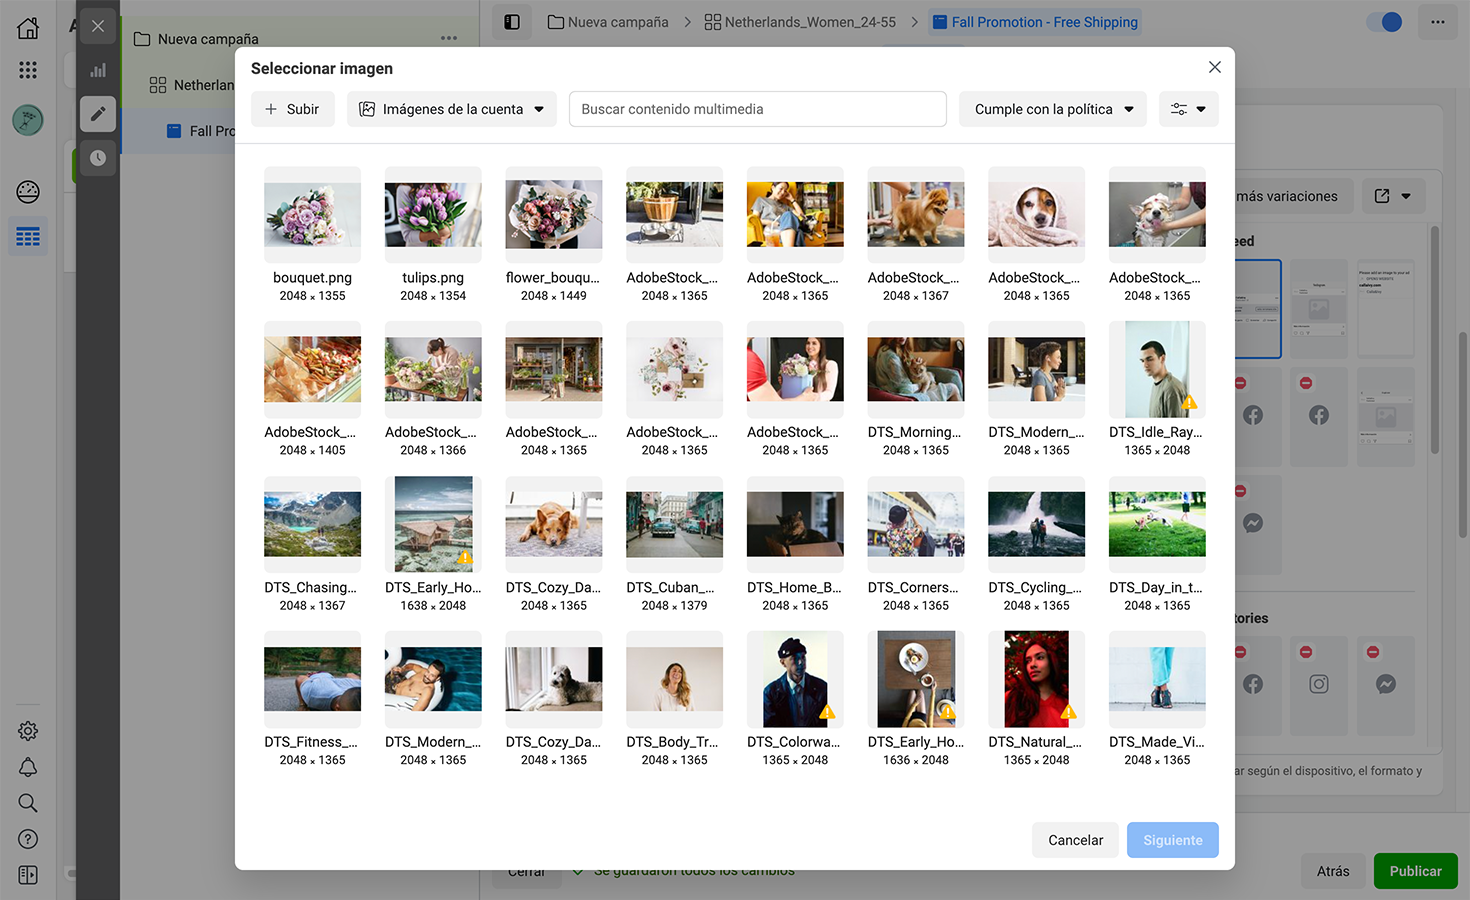 Nueva campaña
Netherlands_Women_24-55
Fall Promotion - Free Shipping
Nueva campaña
Netherlan
Fall Pro
Seleccionar imagen
Subir
Imágenes de la cuenta
Buscar contenido multimedia
Cumple con la política
bouquet.png
2048 × 1355
tulips.png
2048 × 1354
flower_bouqu...
2048 × 1449
AdobeStock_...
2048 × 1365
AdobeStock_...
2048 × 1365
AdobeStock_...
2048 × 1367
AdobeStock_...
2048 × 1365
AdobeStock_...
2048 × 1365
AdobeStock_...
2048 × 1405
AdobeStock_...
2048 × 1366
AdobeStock_...
2048 × 1365
AdobeStock_...
2048 × 1365
AdobeStock_...
2048 × 1365
DTS_Morning...
2048 × 1365
DTS_Modern_...
2048 × 1365
DTS_Idle_Ray...
1365 × 2048
DTS_Chasing...
2048 × 1367
DTS_Early_Ho...
1638 × 2048
DTS_Cozy_Da...
2048 × 1365
DTS_Cuban_...
2048 × 1379
DTS_Home_B...
2048 × 1365
DTS_Corners...
2048 × 1365
DTS_Cycling_...
2048 × 1365
DTS_Day_in_t...
2048 × 1365
DTS_Fitness_...
2048 × 1365
DTS_Modern_...
2048 × 1365
DTS_Cozy_Da...
2048 × 1365
DTS_Body_Tr...
2048 × 1365
DTS_Colorwa...
1365 × 2048
DTS_Early_Ho...
1636 × 2048
DTS_Natural_...
1365 × 2048
DTS_Made_Vi...
2048 × 1365
Cancelar
Siguiente
más variaciones
eed
tories
ar según el dispositivo, el formato y
Cerrar
Se guardaron todos los cambios
Atrás
Publicar